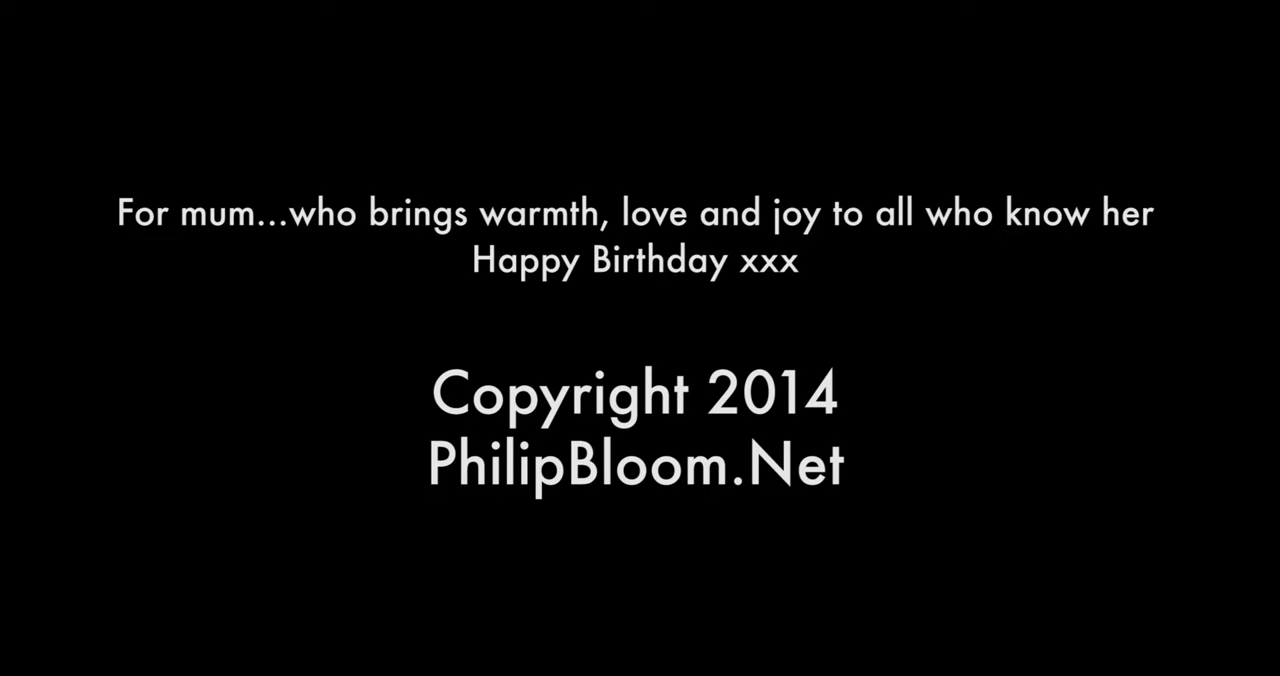 For mum...who brings warmth, love and joy to all who know her
Happy Birthday xxx
Copyright 2014
PhilipBloom.Net